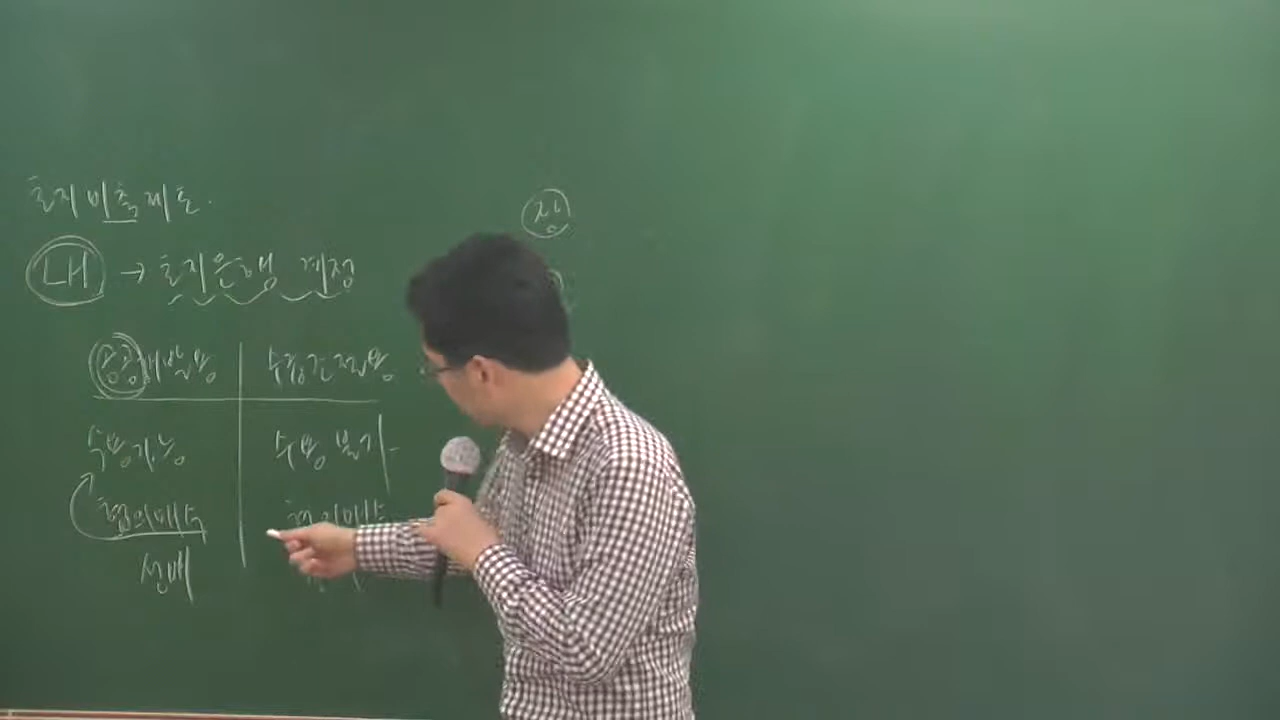 토지비축제도.
LH → 토지은행 계정
공공개발용 수급관리용
수용가능 수용 불가
협의매수 협의매수
선매